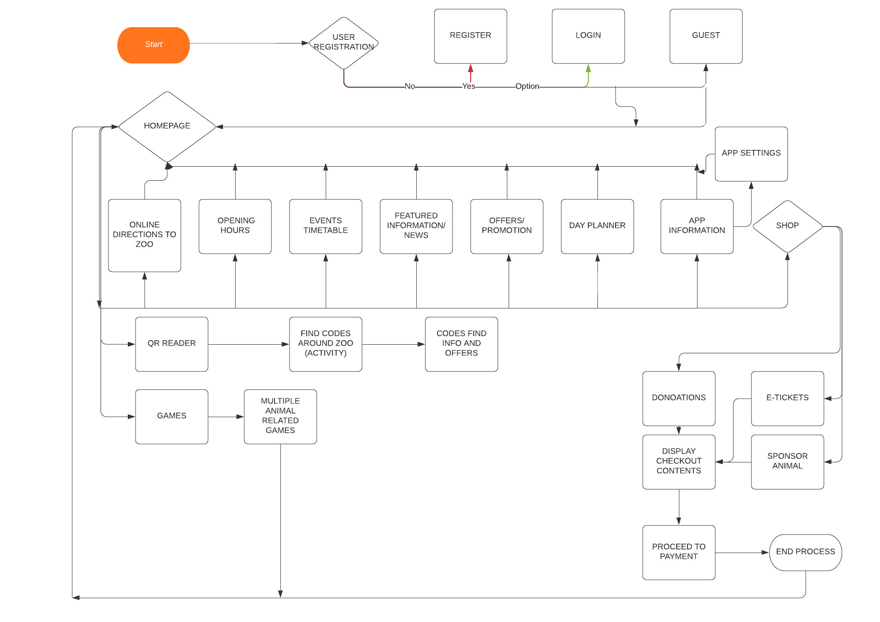 Start
USER
REGISTRATION
REGISTER
LOGIN
GUEST
No
Yes
Option
HOMEPAGE
APP SETTINGS
ONLINE
DIRECTIONS TO
ZOO
OPENING
HOURS
EVENTS
TIMETABLE
FEATURED
INFORMATION/
NEWS
OFFERS/
PROMOTION
DAY PLANNER
APP
INFORMATION
SHOP
QR READER
FIND CODES
AROUND ZOO
(ACTIVITY)
CODES FIND
INFO AND
OFFERS
GAMES
MULTIPLE
ANIMAL
RELATED
GAMES
DONOATIONS
E-TICKETS
DISPLAY
CHECKOUT
CONTENTS
SPONSOR
ANIMAL
PROCEED TO
PAYMENT
END PROCESS